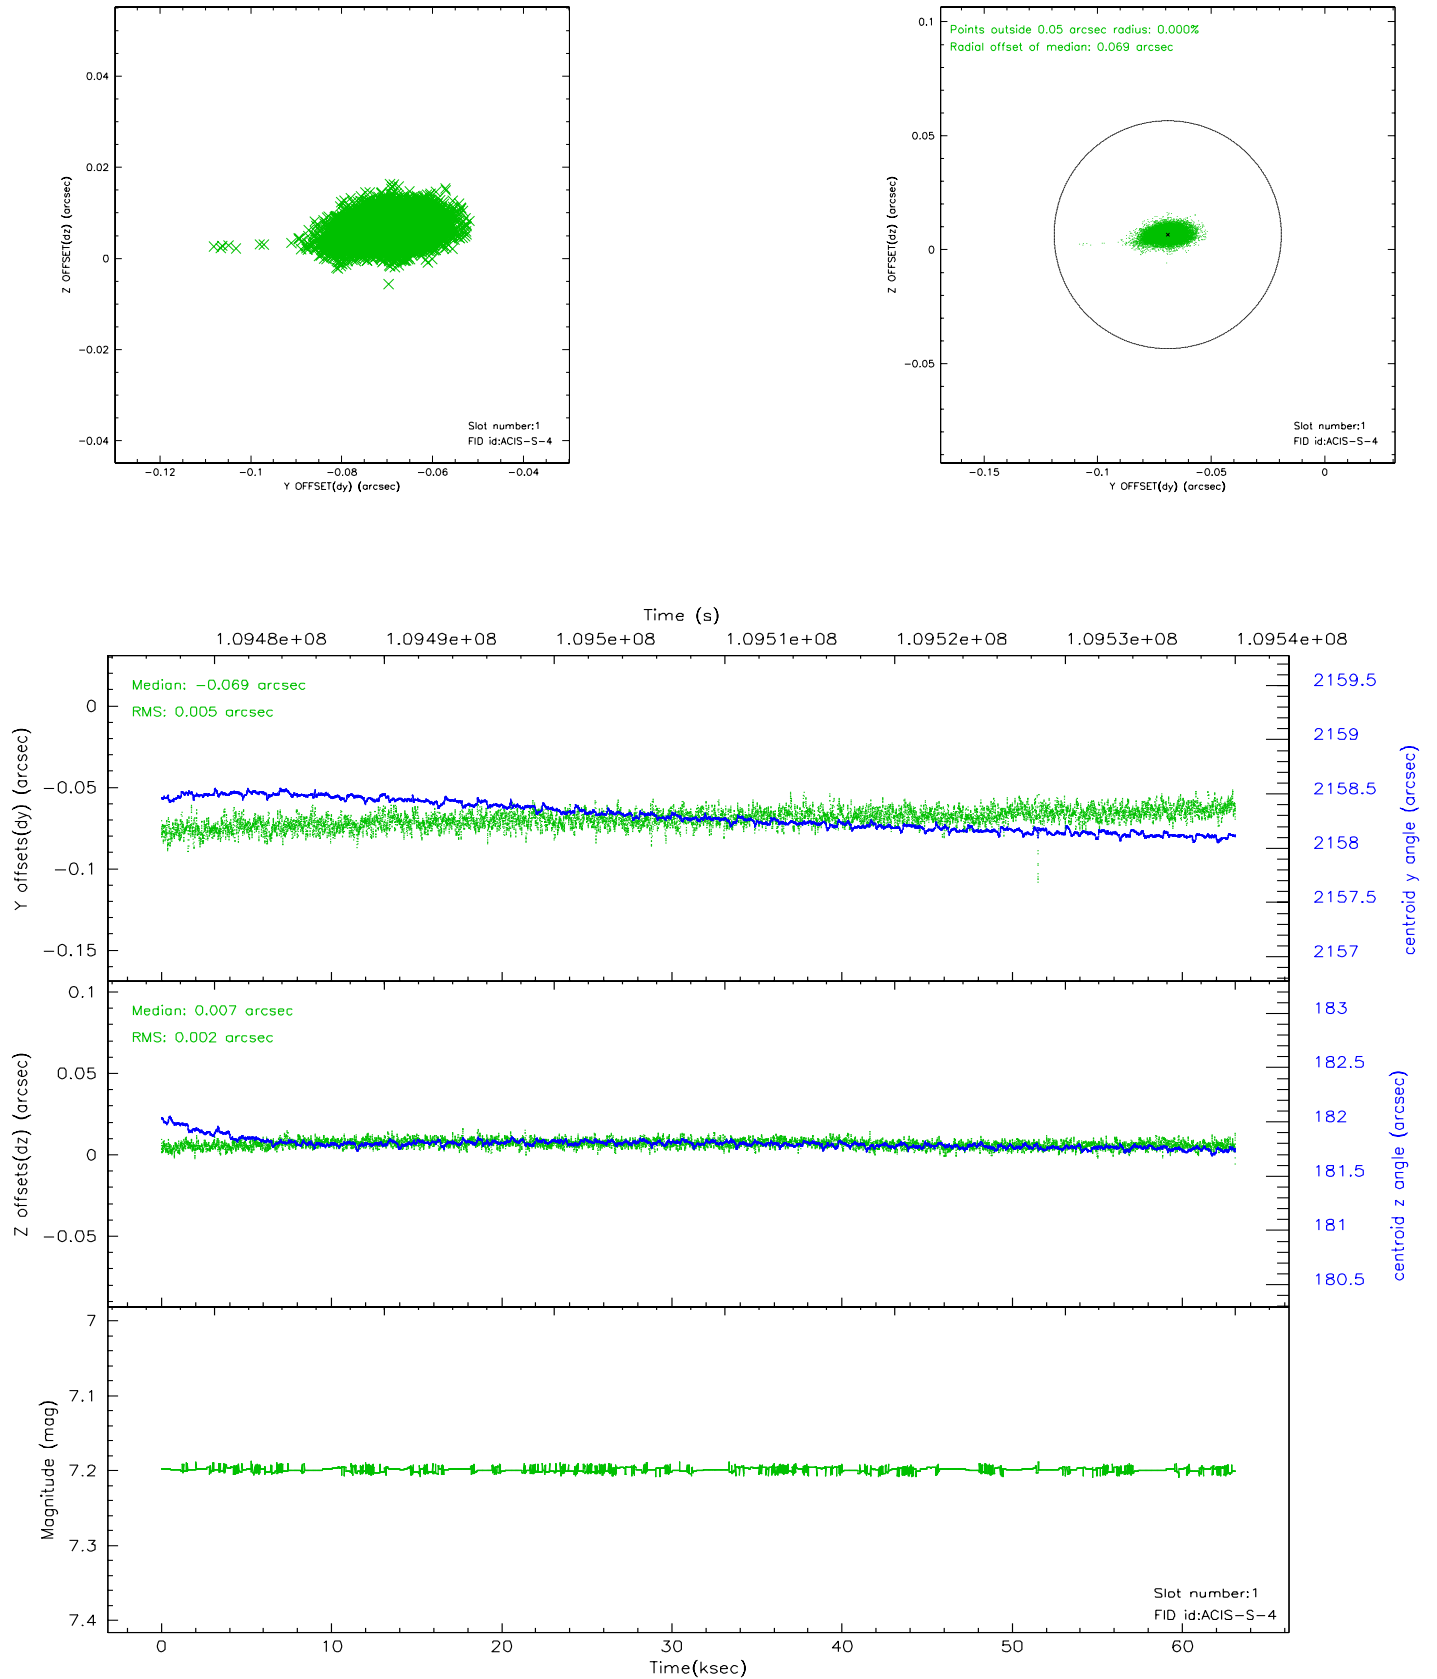 0.04
0.02
0
−0.02
−0.04
Z OFFSET(dz) (arcsec)
Slot number:1
FID id:ACIS−S−4
−0.12
−0.1
−0.08
−0.06
−0.04
Y OFFSET(dy) (arcsec)
Points outside 0.05 arcsec radius: 0.000%
Radial offset of median: 0.069 arcsec
0.1
0.05
0
−0.05
Z OFFSET(dz) (arcsec)
Slot number:1
FID id:ACIS−S−4
−0.15
−0.1
−0.05
0
Y OFFSET(dy) (arcsec)
Time (s)
1.0948e+08
1.0949e+08
1.095e+08
1.0951e+08
1.0952e+08
1.0953e+08
1.0954e+08
Median: −0.069 arcsec
RMS: 0.005 arcsec
0
−0.05
−0.1
−0.15
Y offsets(dy) (arcsec)
2159.5
2159
2158.5
2158
2157.5
2157
centroid y angle (arcsec)
Median: 0.007 arcsec
RMS: 0.002 arcsec
0.1
0.05
0
−0.05
Z offsets(dz) (arcsec)
183
182.5
182
181.5
181
180.5
centroid z angle (arcsec)
7
7.1
7.2
7.3
7.4
Magnitude (mag)
Slot number:1
FID id:ACIS−S−4
0
10
20
30
40
50
60
Time(ksec)